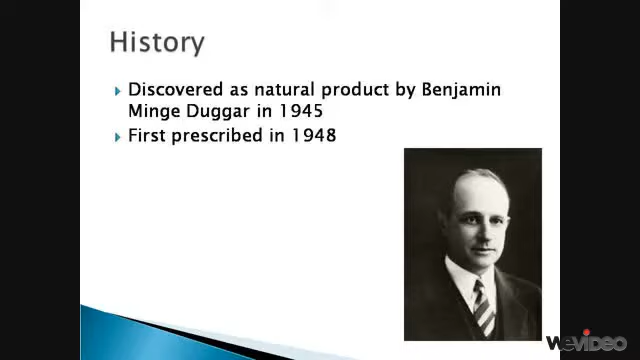 History
Discovered as natural product by Benjamin
Minge Duggar in 1945
First prescribed in 1948
WEVIDEO